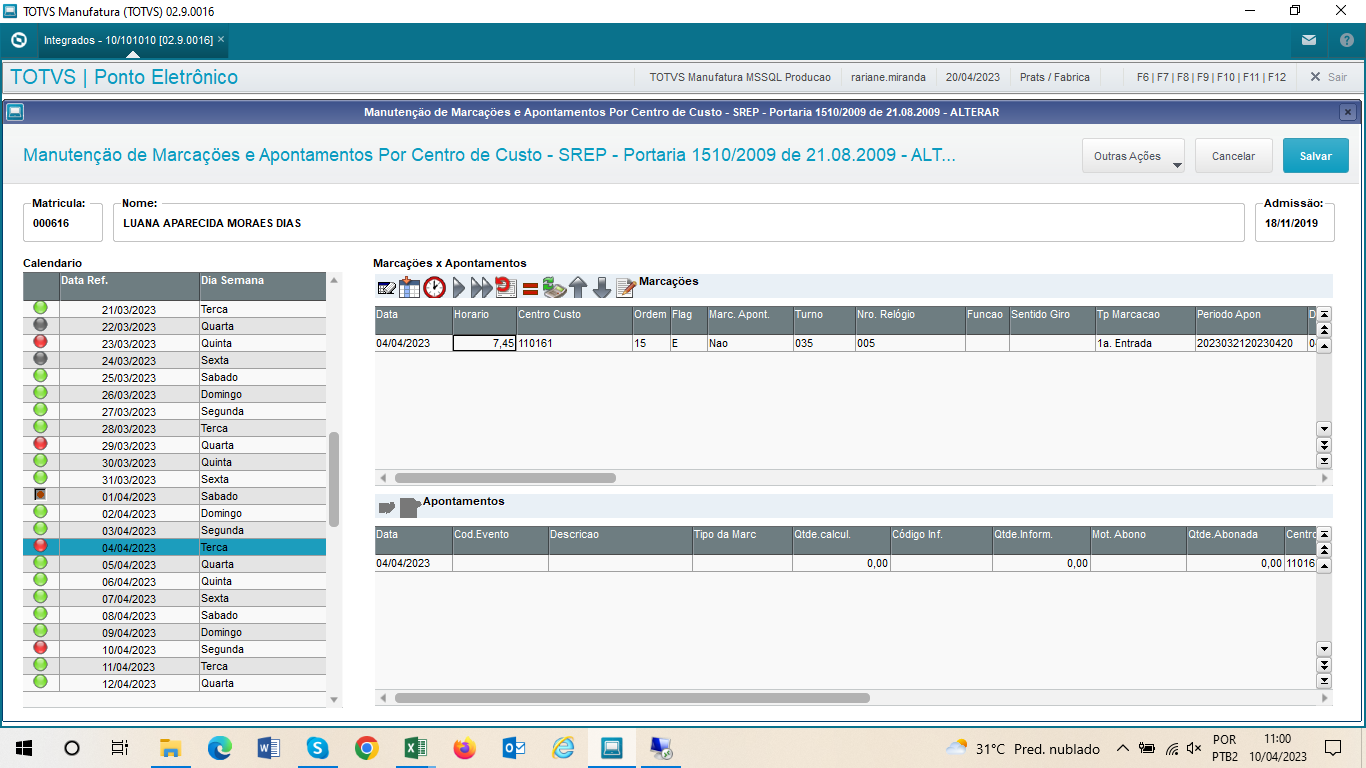 TOTVS Manufatura (TOTVS) 02.9.0016
Integrados - 10/101010 [02.9.0016] ×
TOTVS | Ponto Eletrônico
TOTVS Manufatura MSSQL Producao
rariane.miranda
20/04/2023
Prats / Fabrica
F6 | F7 | F8 | F9 | F10 | F11 | F12
Sair
Manutenção de Marcações e Apontamentos Por Centro de Custo - SREP - Portaria 1510/2009 de 21.08.2009 - ALTERAR
Manutenção de Marcações e Apontamentos Por Centro de Custo - SREP - Portaria 1510/2009 de 21.08.2009 - ALT...
Outras Ações
Cancelar
Salvar
Matricula:
000616
Nome:
LUANA APARECIDA MORAES DIAS
Admissão:
18/11/2019
Calendario
Data Ref. Dia Semana
21/03/2023 Terca
22/03/2023 Quarta
23/03/2023 Quinta
24/03/2023 Sexta
25/03/2023 Sabado
26/03/2023 Domingo
27/03/2023 Segunda
28/03/2023 Terca
29/03/2023 Quarta
30/03/2023 Quinta
31/03/2023 Sexta
01/04/2023 Sabado
02/04/2023 Domingo
03/04/2023 Segunda
04/04/2023 Terca
05/04/2023 Quarta
06/04/2023 Quinta
07/04/2023 Sexta
08/04/2023 Sabado
09/04/2023 Domingo
10/04/2023 Segunda
11/04/2023 Terca
12/04/2023 Quarta
Marcações x Apontamentos
Marcações
Data Horario Centro Custo Ordem Flag Marc. Apont. Turno Nro. Relógio Funcao Sentido Giro Tp Marcacao Periodo Apon D
04/04/2023 7,45 110161 15 E Nao 035 005 1a. Entrada 2023032120230420 0
Apontamentos
Data Cod.Evento Descricao Tipo da Marc Qtde.calcul. Código Inf. Qtde.Inform. Mot. Abono Qtde.Abonada Centro
04/04/2023 0,00 0,00 0,00 11016
31°C Pred. nublado
POR
PTB2
11:00
10/04/2023